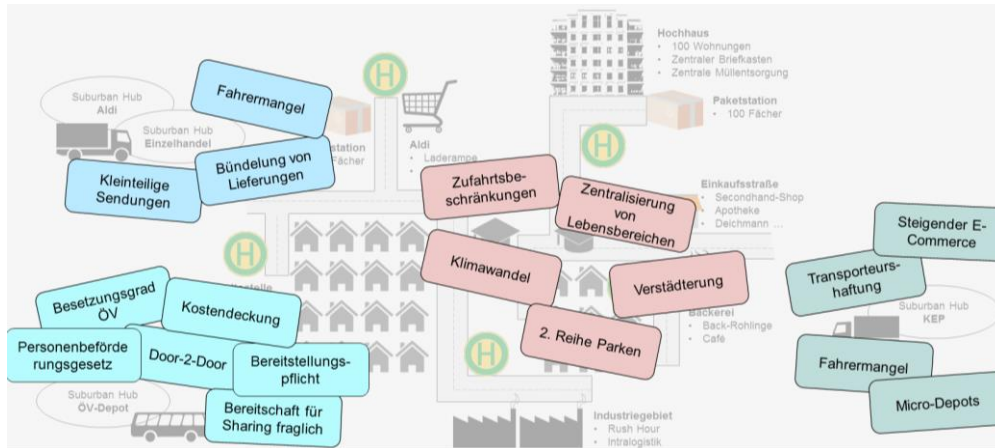 Hochhaus
• 100 Wohnungen
• Zentraler Briefkasten
• Zentrale Müllentsorgung
H
Fahrermangel
Suburban Hub
Aldi
Suburban Hub
Einzelhandel
Paketstation
• 100 Fächer
station
Fächer
Aldi
• Laderampe
H
Bündelung von
Lieferungen
Kleinteilige
Sendungen
Zufahrtsbe-
schränkungen
Zentralisierung
von
Lebensbereichen
Einkaufsstraße
• Secondhand-Shop
• Apotheke
• Deichmann ...
Steigender E-
Commerce
H
Klimawandel
Verstädterung
Transporteurs-
haftung
Besetzungsgrad
ÖV
Kostendeckung
Suburban Hub
KEP
Bäckerei
• Back-Rohlinge
• Café
Personenbeförde
rungsgesetz
Door-2-Door
Bereitstellungs-
pflicht
2. Reihe Parken
H
Fahrermangel
Suburban Hub
ÖV-Depot
Bereitschaft für
Sharing fraglich
Micro-Depots
Industriegebiet
• Rush Hour
• Intralogistik